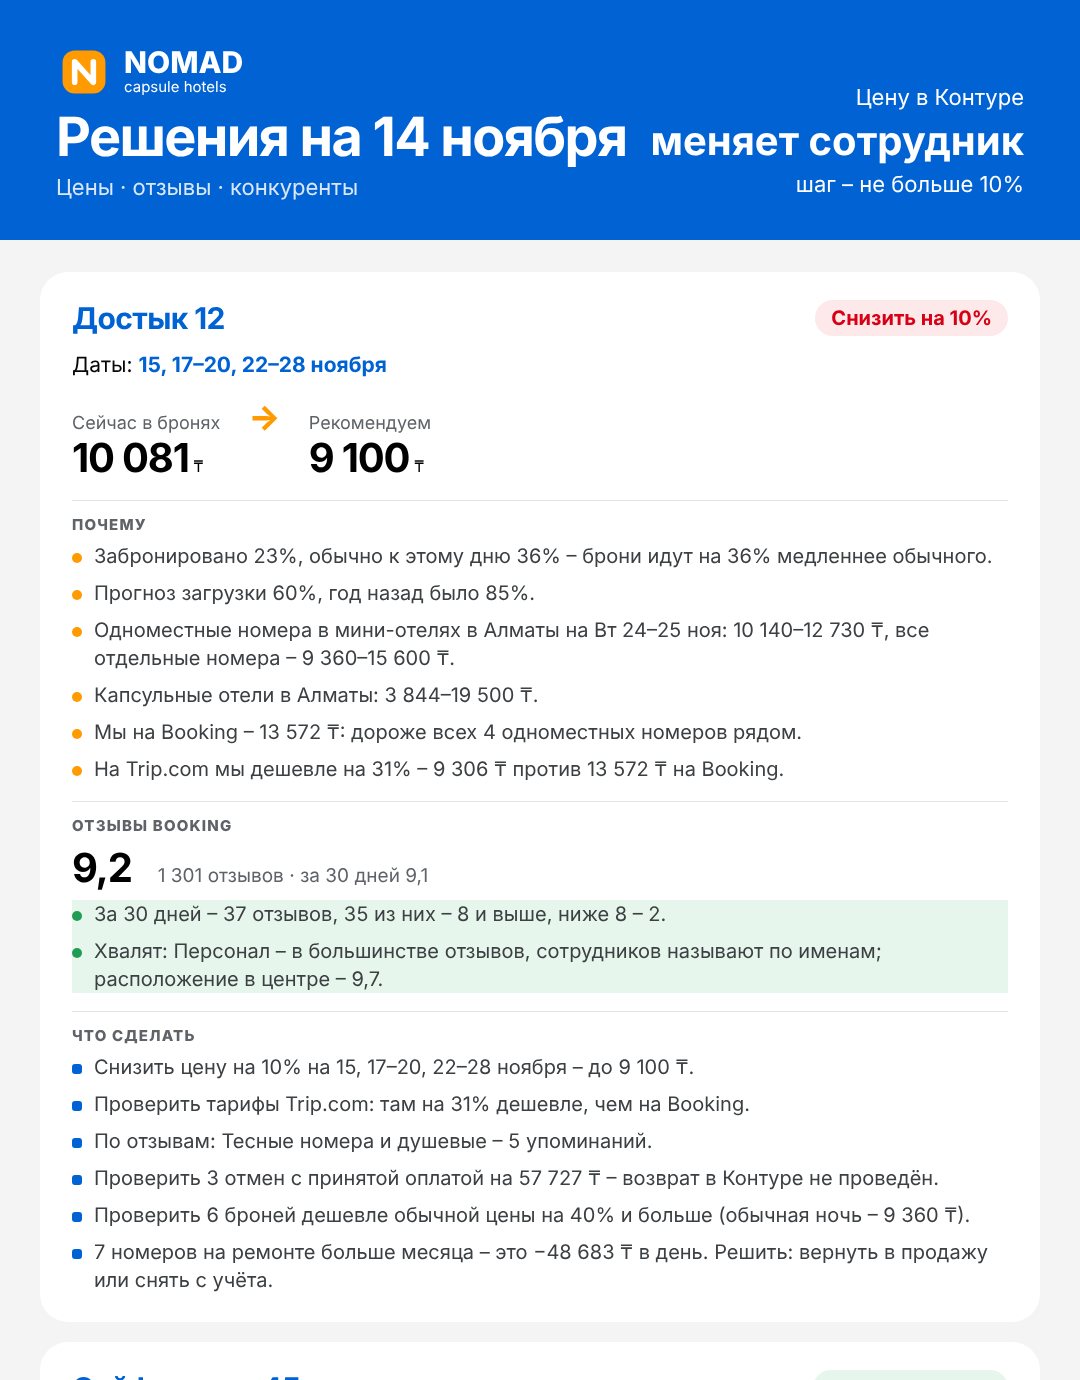 N
NOMAD
capsule hotels
Цену в Контуре
Решения на 14 ноября
меняет сотрудник
Цены · отзывы · конкуренты
шаг – не больше 10%
Достык 12
Снизить на 10%
Даты: 15, 17–20, 22–28 ноября
Сейчас в бронях → Рекомендуем
10 081 ₸
9 100 ₸
ПОЧЕМУ
Забронировано 23%, обычно к этому дню 36% – брони идут на 36% медленнее обычного.
Прогноз загрузки 60%, год назад было 85%.
Одноместные номера в мини-отелях в Алматы на Вт 24–25 ноя: 10 140–12 730 ₸, все
отдельные номера – 9 360–15 600 ₸.
Капсульные отели в Алматы: 3 844–19 500 ₸.
Мы на Booking – 13 572 ₸: дороже всех 4 одноместных номеров рядом.
На Trip.com мы дешевле на 31% – 9 306 ₸ против 13 572 ₸ на Booking.
ОТЗЫВЫ BOOKING
9,2 1 301 отзывов · за 30 дней 9,1
За 30 дней – 37 отзывов, 35 из них – 8 и выше, ниже 8 – 2.
Хвалят: Персонал – в большинстве отзывов, сотрудников называют по именам;
расположение в центре – 9,7.
ЧТО СДЕЛАТЬ
Снизить цену на 10% на 15, 17–20, 22–28 ноября – до 9 100 ₸.
Проверить тарифы Trip.com: там на 31% дешевле, чем на Booking.
По отзывам: Тесные номера и душевые – 5 упоминаний.
Проверить 3 отмен с принятой оплатой на 57 727 ₸ – возврат в Контуре не проведён.
Проверить 6 броней дешевле обычной цены на 40% и больше (обычная ночь – 9 360 ₸).
7 номеров на ремонте больше месяца – это −48 683 ₸ в день. Решить: вернуть в продажу
или снять с учёта.